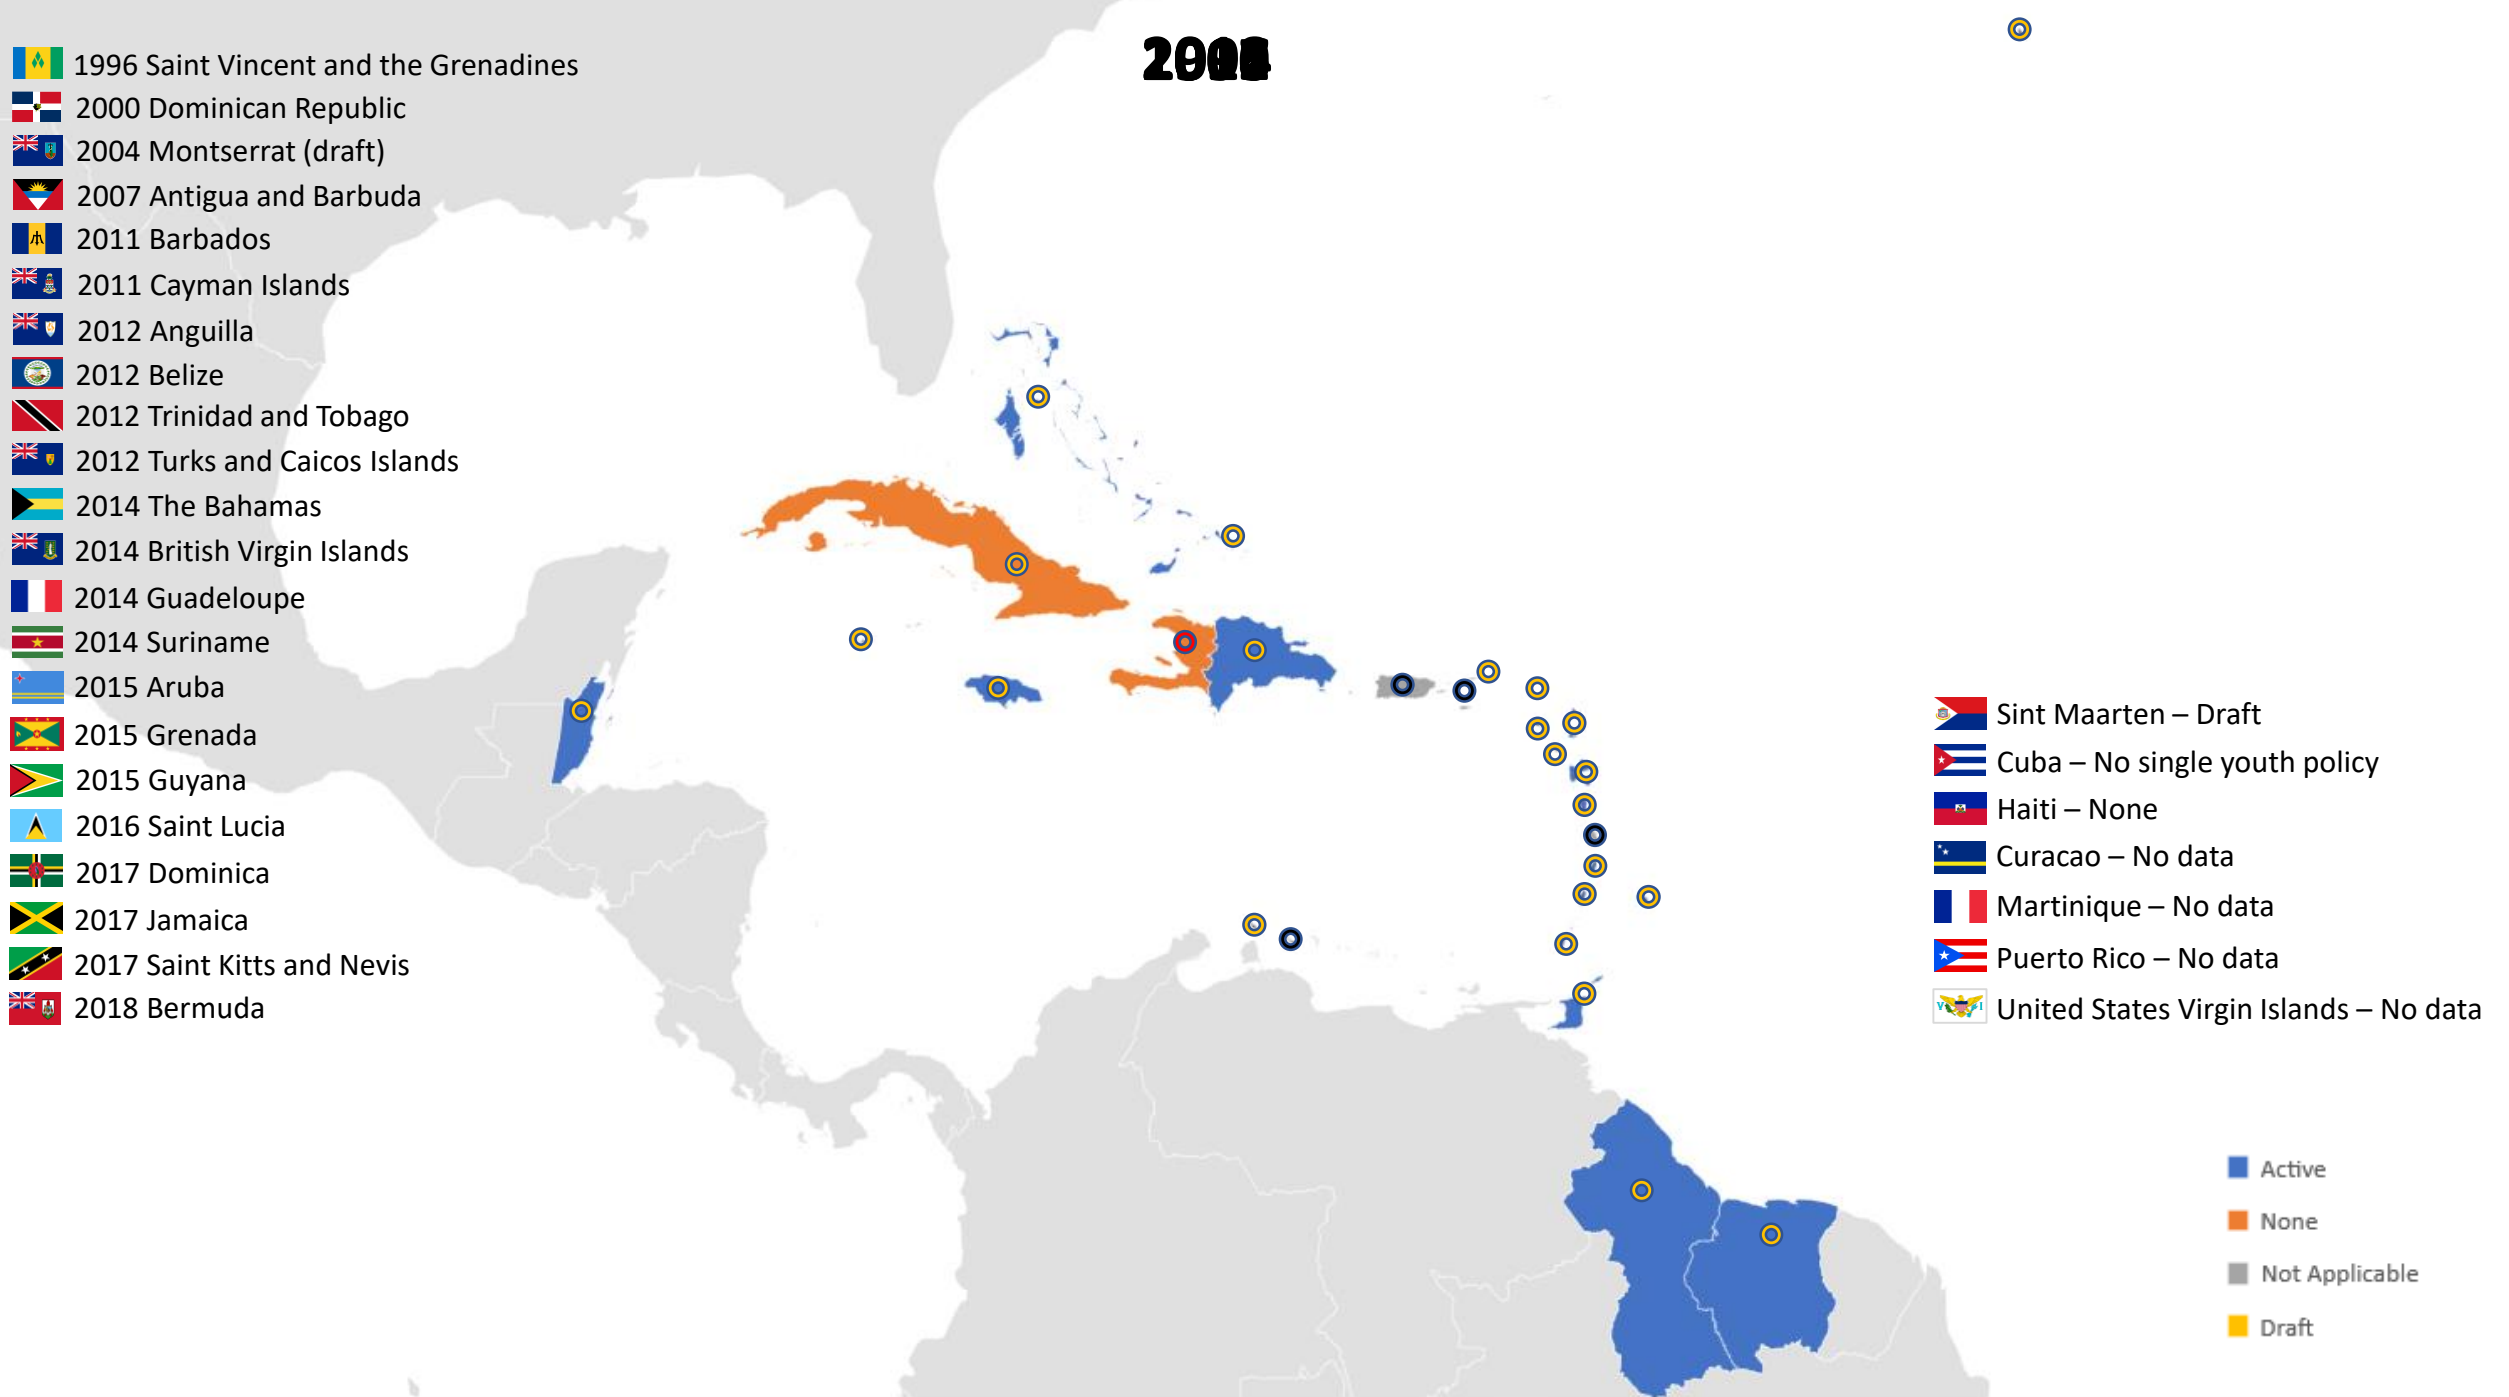 1996 Saint Vincent and the Grenadines
2000 Dominican Republic
2004 Montserrat (draft)
2007 Antigua and Barbuda
2011 Barbados
2011 Cayman Islands
2012 Anguilla
2012 Belize
2012 Trinidad and Tobago
2012 Turks and Caicos Islands
2014 The Bahamas
2014 British Virgin Islands
2014 Guadeloupe
2014 Suriname
2015 Aruba
2015 Grenada
2015 Guyana
2016 Saint Lucia
2017 Dominica
2017 Jamaica
2017 Saint Kitts and Nevis
2018 Bermuda
Sint Maarten – Draft
Cuba – No single youth policy
Haiti – None
Curacao – No data
Martinique – No data
Puerto Rico – No data
United States Virgin Islands – No data
Active
None
Not Applicable
Draft